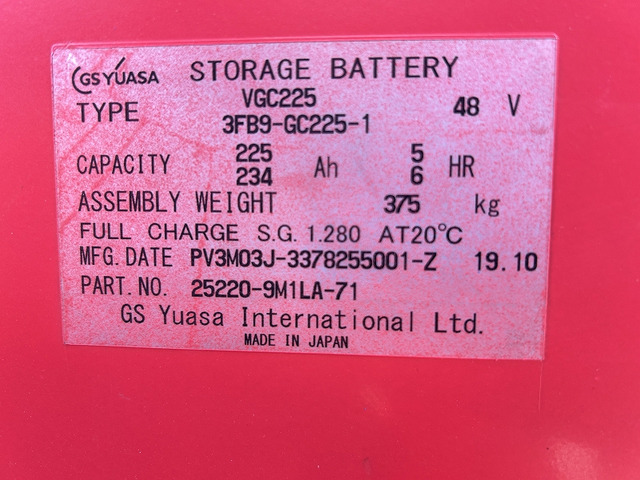 GS YUASA STORAGE BATTERY
TYPE VGC225 48 V
3FB9-GC225-1
CAPACITY 225 Ah 5 HR
234 6
ASSEMBLY WEIGHT 375 kg
FULL CHARGE S.G. 1.280 AT20°C
MFG. DATE PV3M03J-3378255001-Z 19.10
PART.NO. 25220-9M1LA-71
GS Yuasa International Ltd.
MADE IN JAPAN